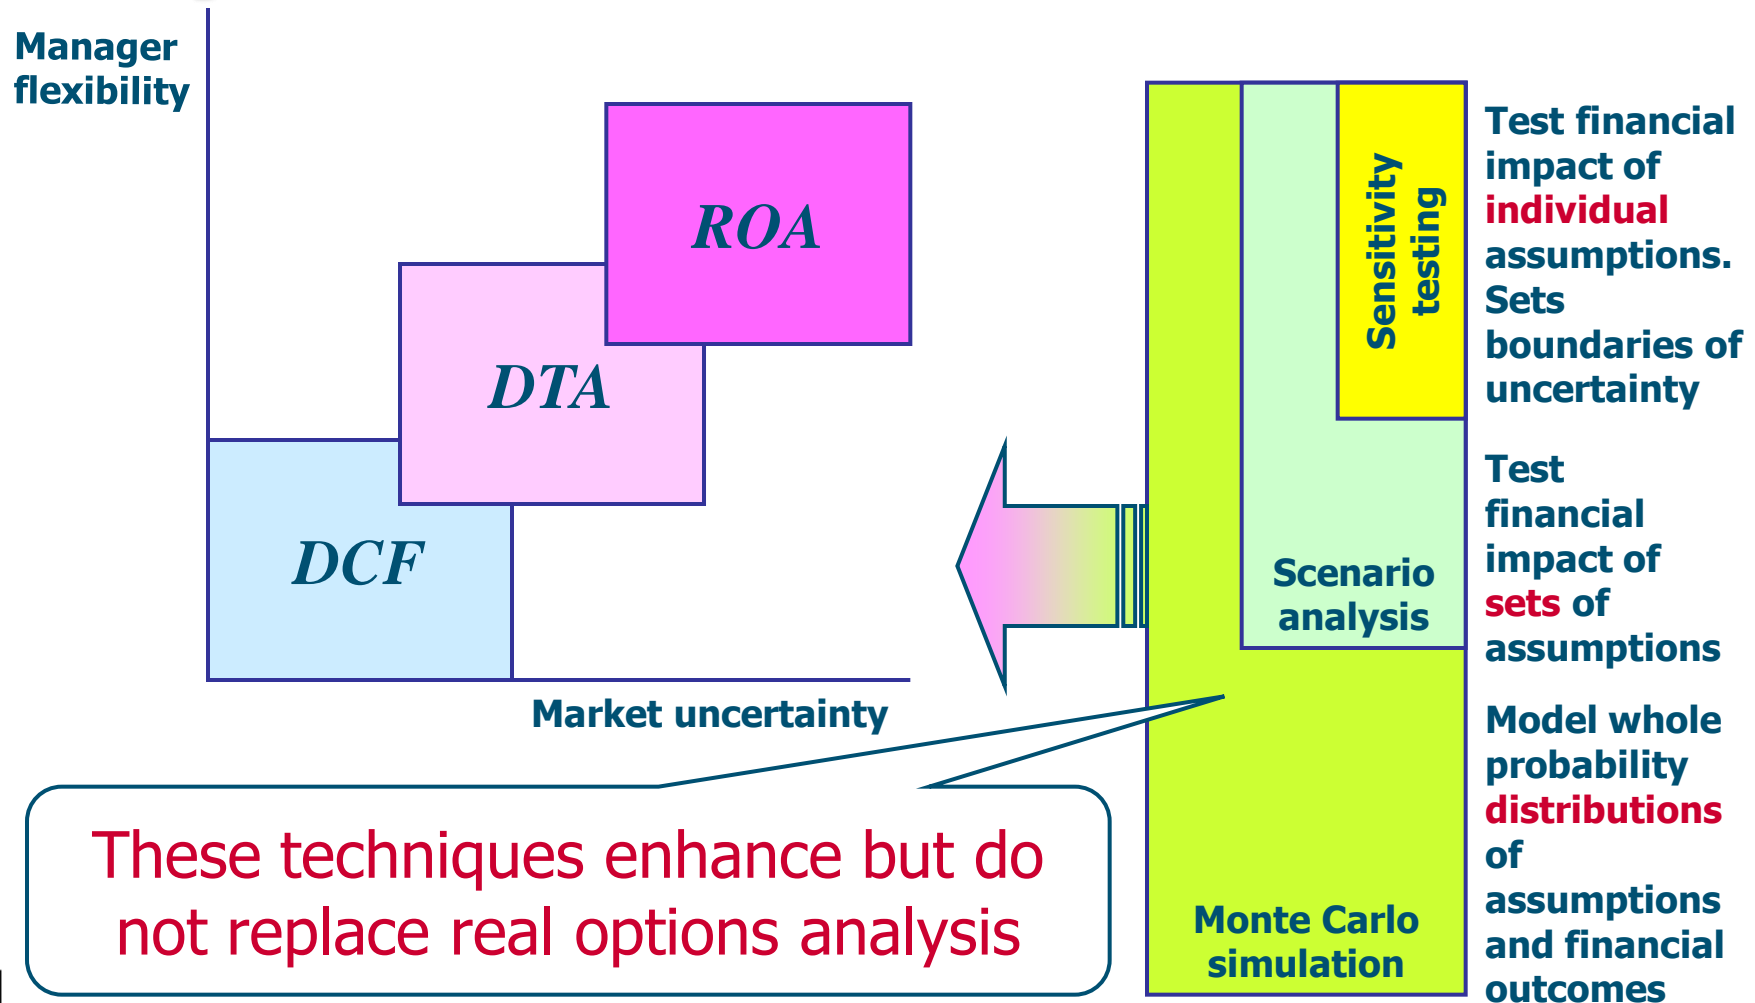 Manager
flexibility
ROA
DTA
DCF
Market uncertainty
Sensitivity
testing
Scenario
analysis
Monte Carlo
simulation
Test financial
impact of
individual
assumptions.
Sets
boundaries of
uncertainty
Test
financial
impact of
sets of
assumptions
Model whole
probability
distributions
of
assumptions
and financial
outcomes
These techniques enhance but do
not replace real options analysis